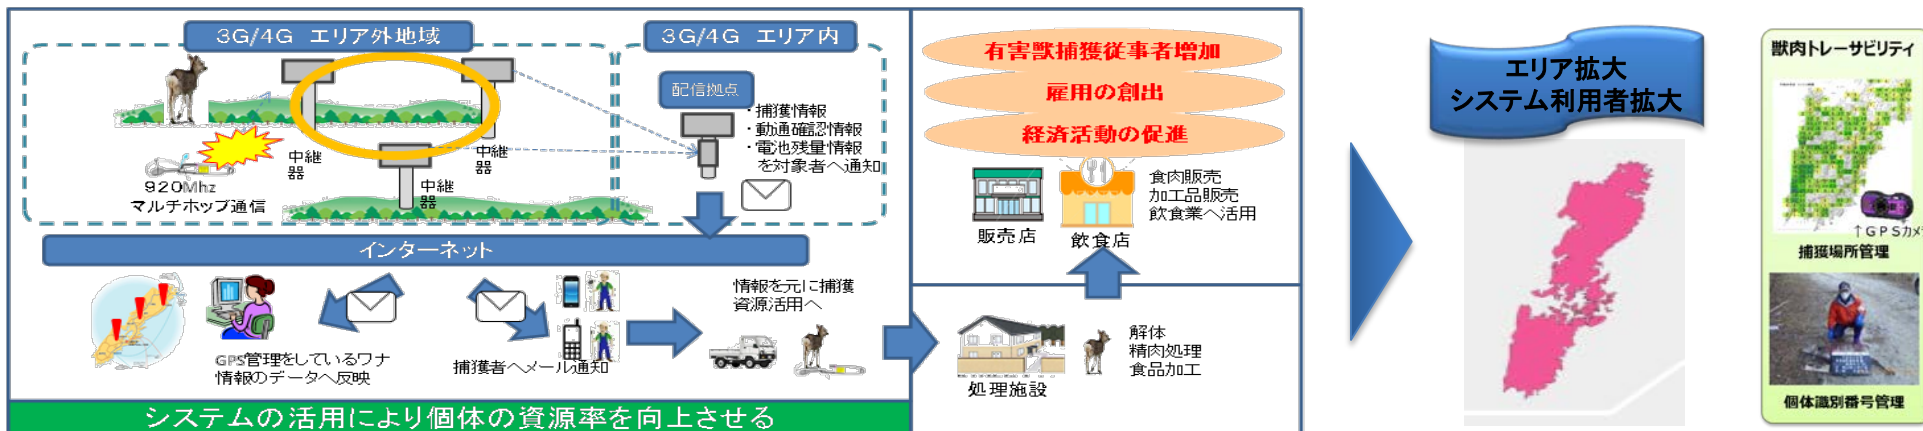 3G/4G エリア外地域
中継
器
中継
器
中継
器
920Mhz
マルチホップ通信
3G/4G エリア内
配信拠点
・捕獲情報
・動通確認情報
・電池残量情報
を対象者へ通知
インターネット
GPS管理をしているワナ
情報のデータへ反映
捕獲者へメール通知
情報を元に捕獲
資源活用へ
システムの活用により個体の資源率を向上させる
有害獣捕獲従事者増加
雇用の創出
経済活動の促進
販売店
飲食店
食肉販売
加工品販売
飲食業へ活用
処理施設
解体
精肉処理
食品加工
エリア拡大
システム利用者拡大
獣肉トレーサビリティ
↑GPSカメラ
捕獲場所管理
個体識別番号管理